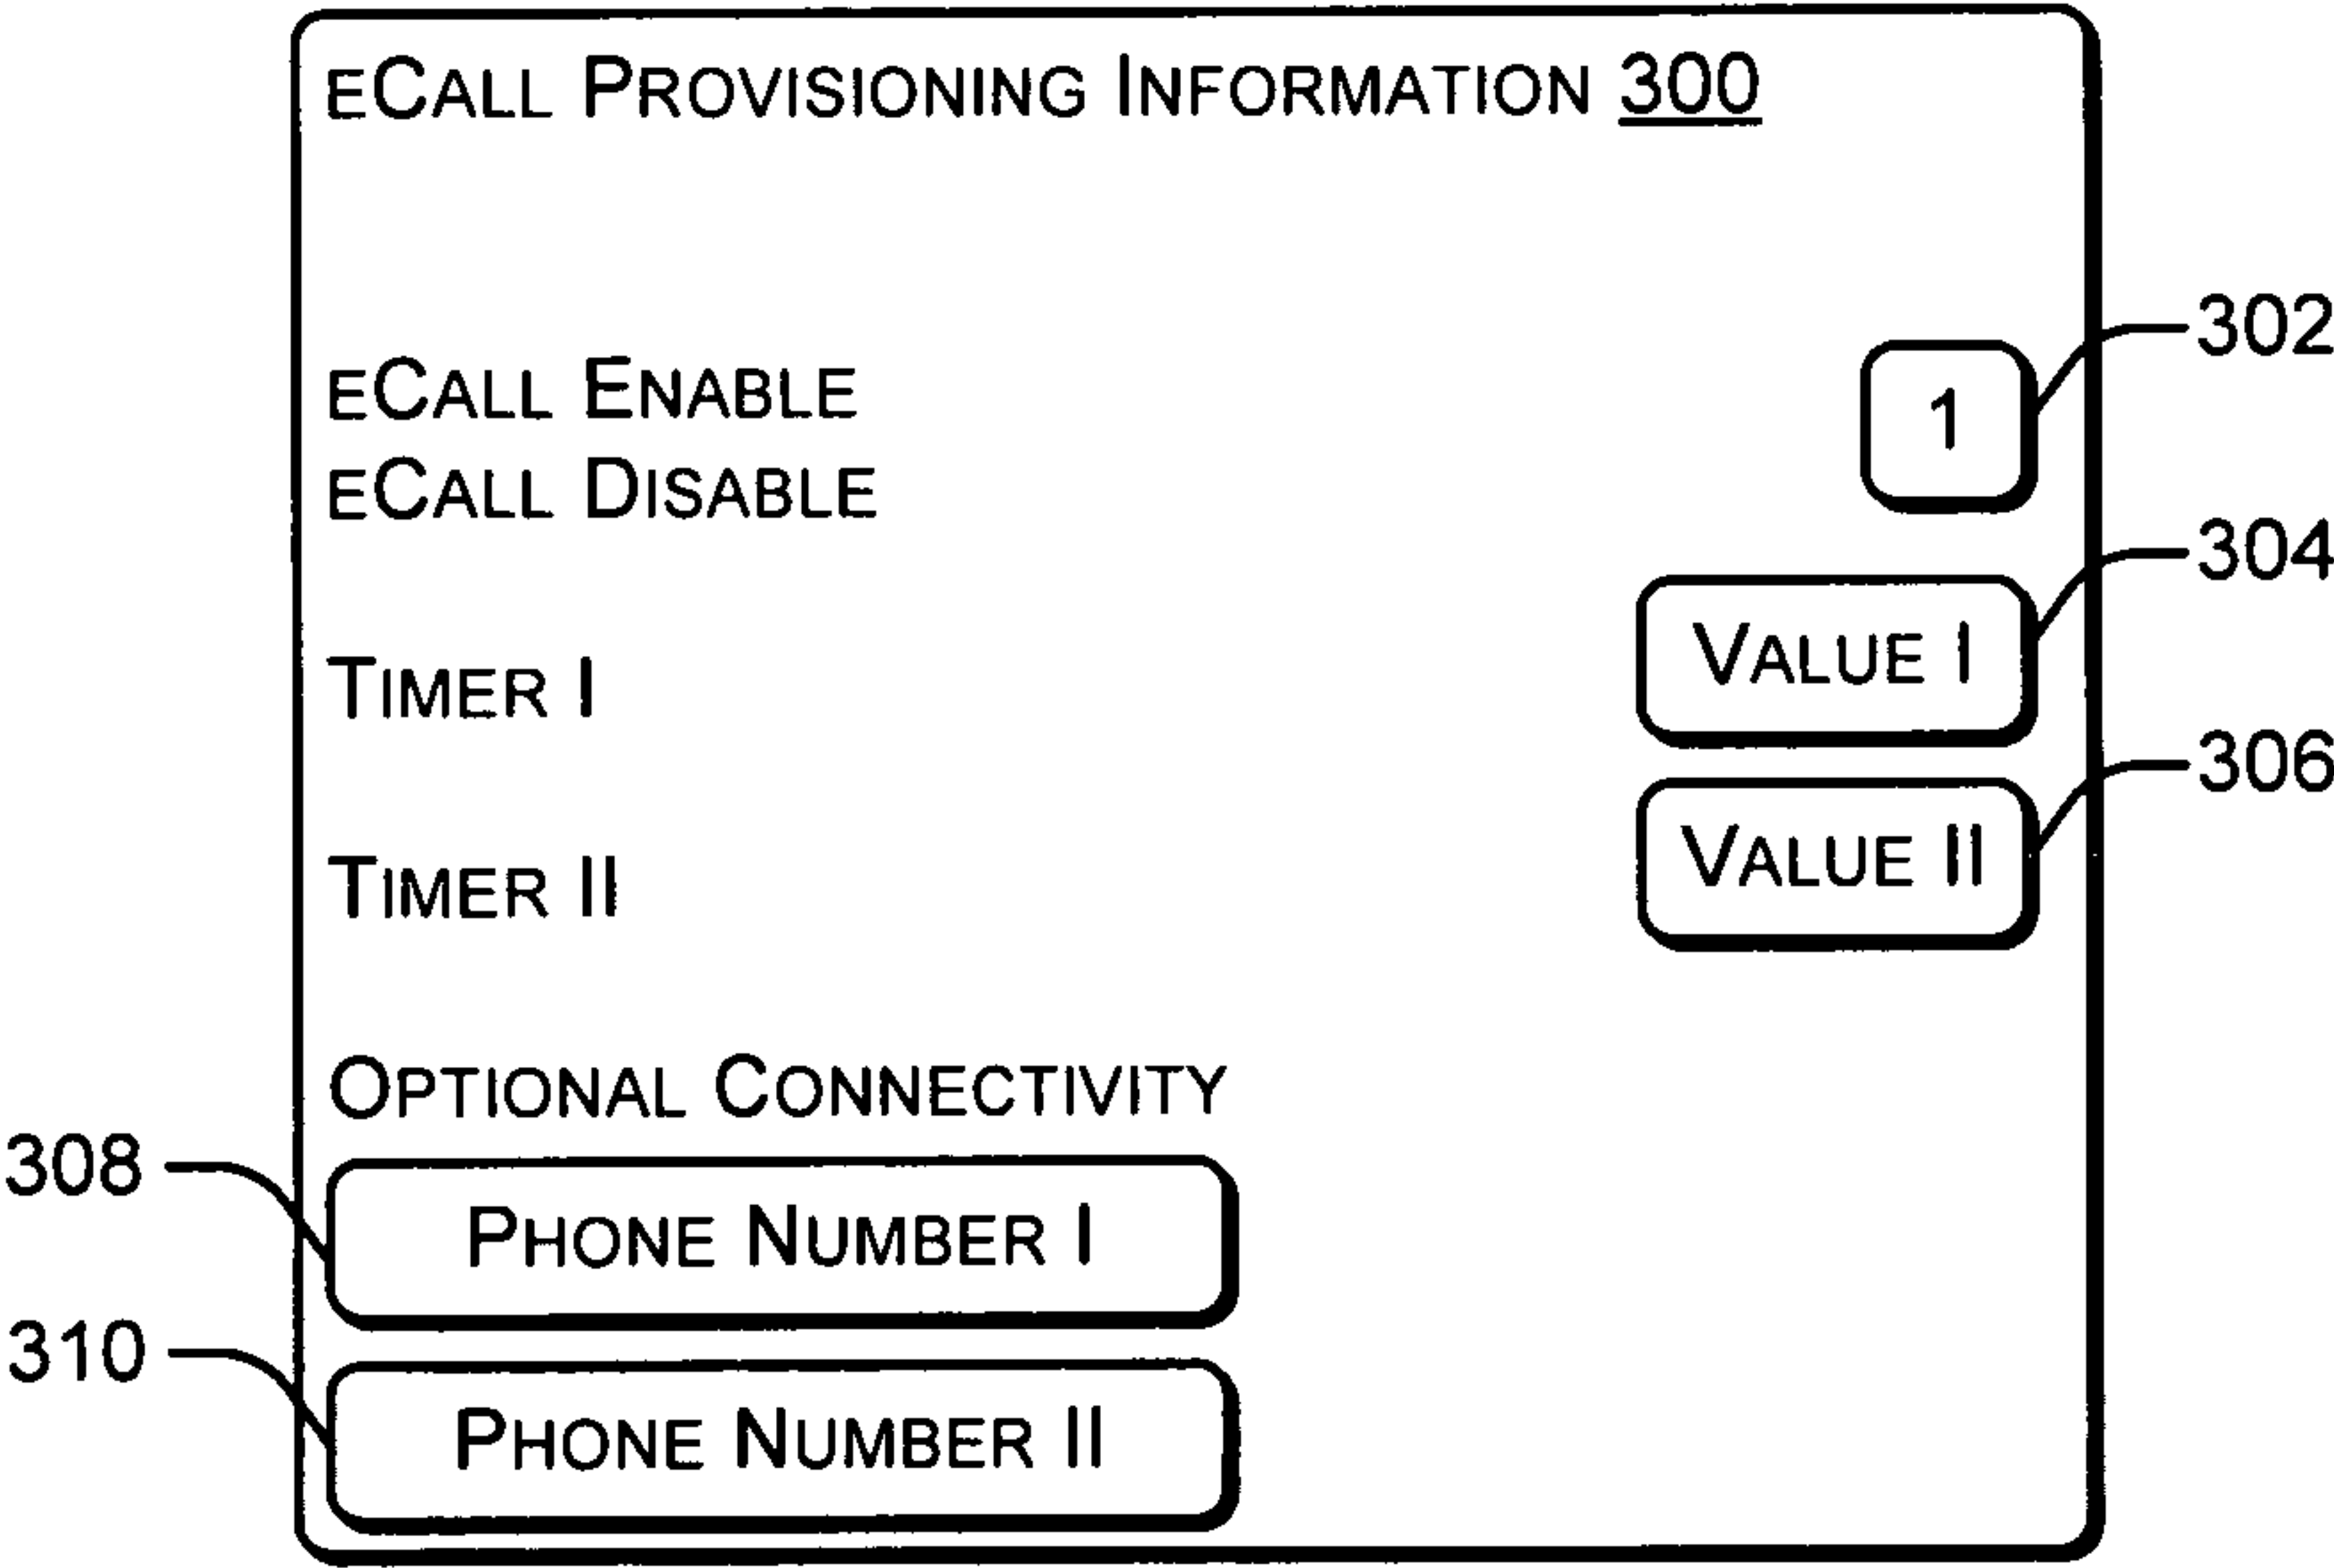 eCall Provisioning Information 300
302
eCall Enable
1
eCall Disable
304
Timer I
Value I
306
Timer II
Value II
Optional Connectivity
308
Phone Number I
310
Phone Number II